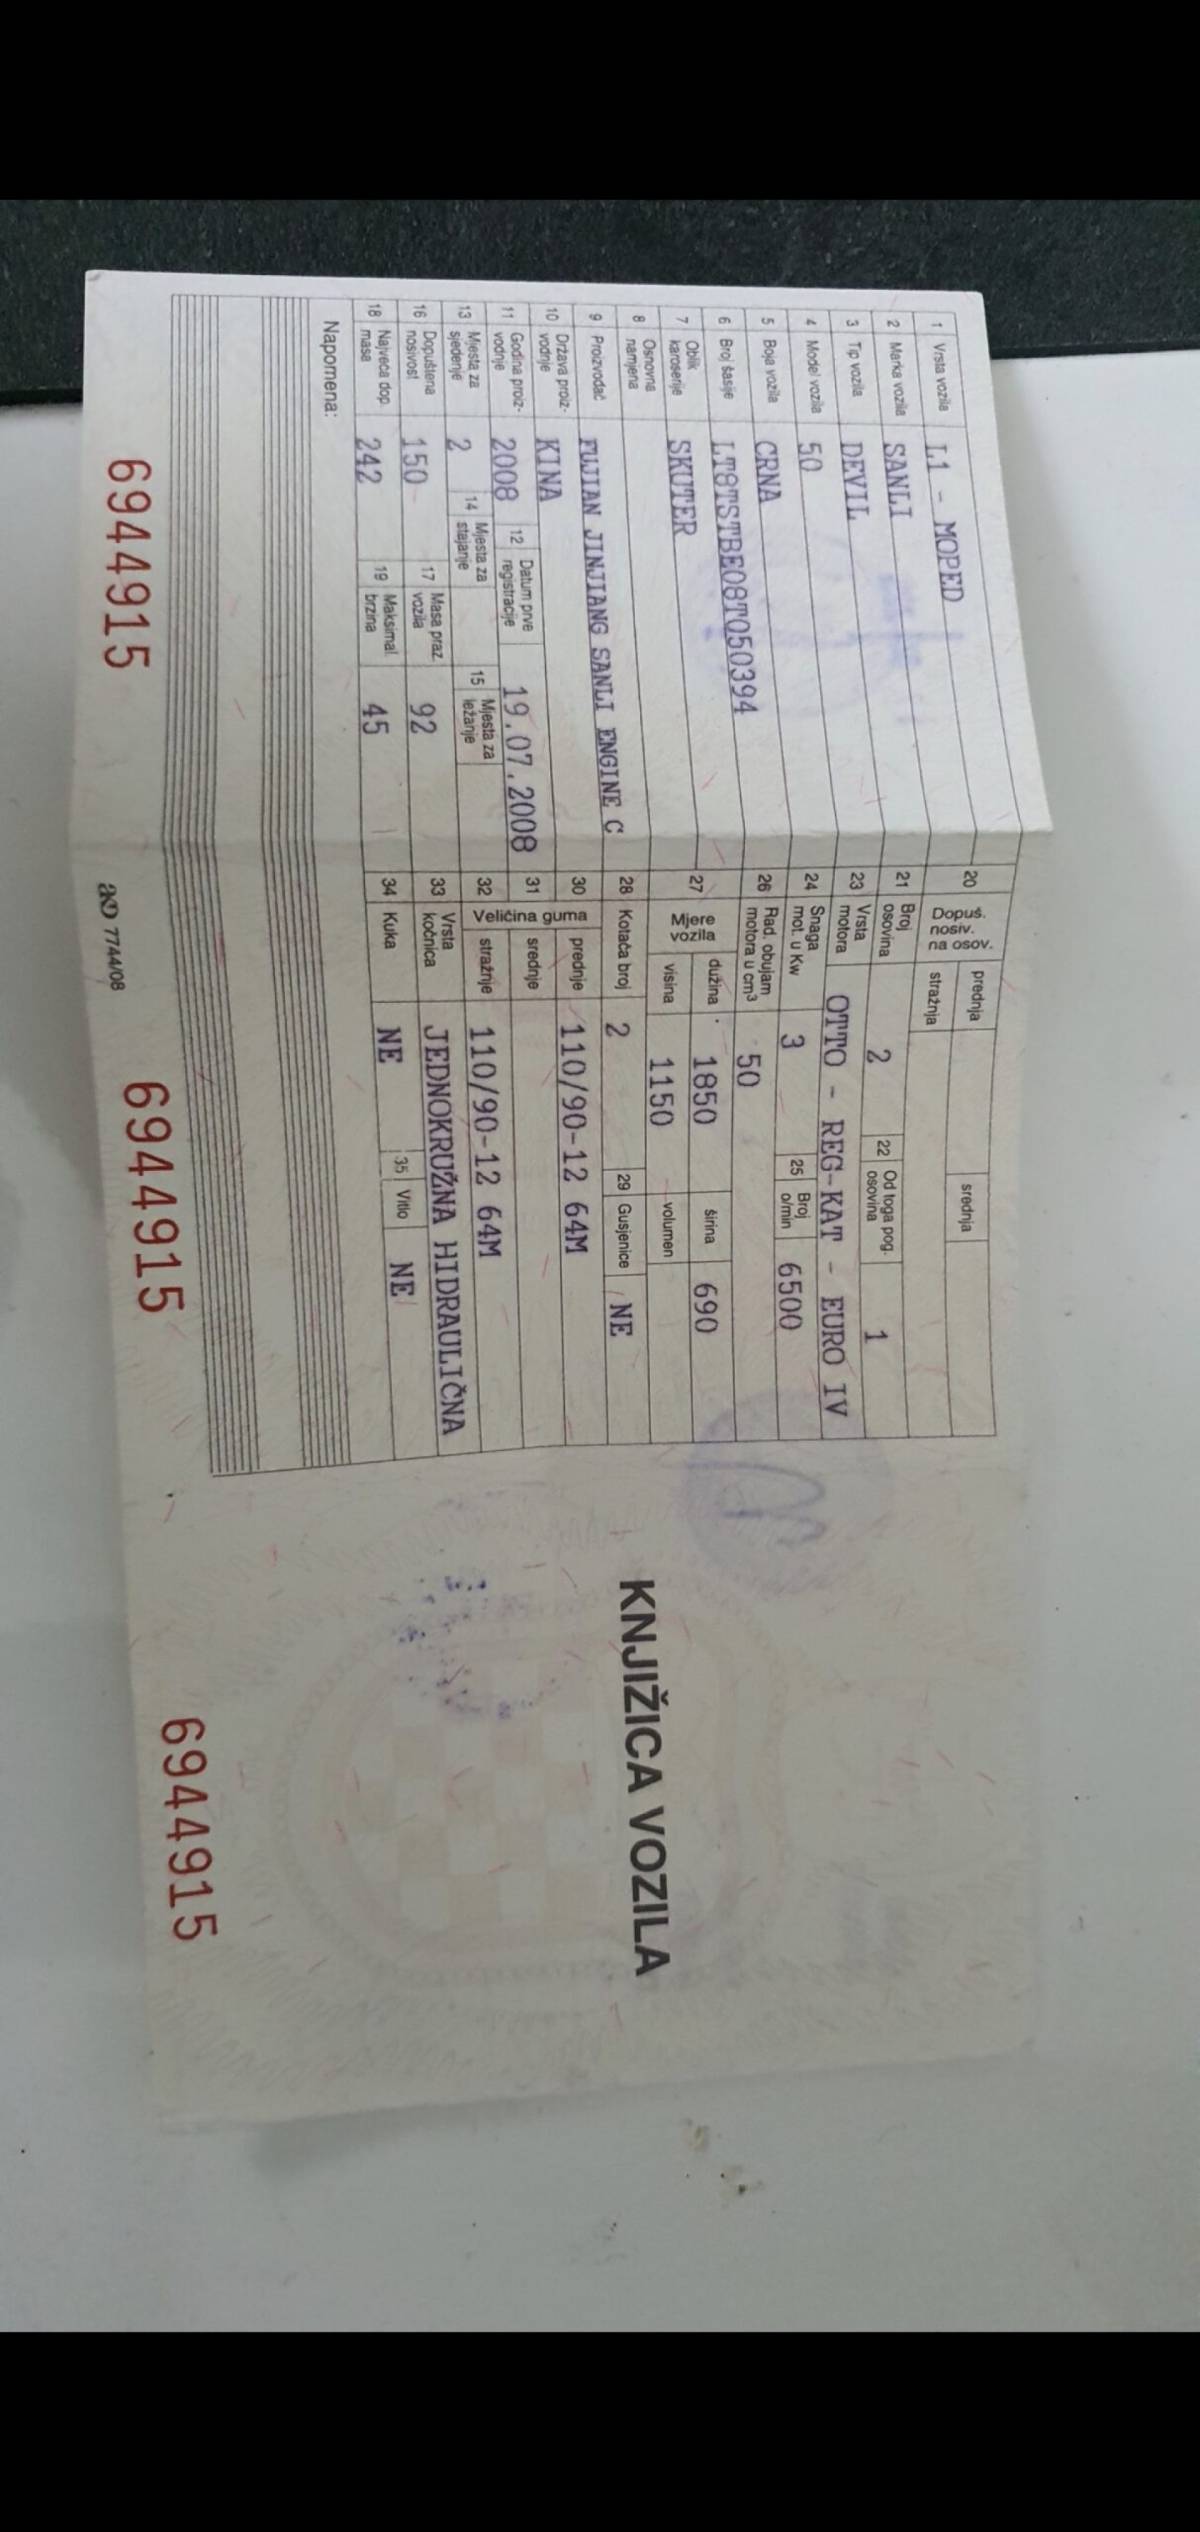 1 Vrsta vozila L1 - MOPED
2 Marka vozila SANLI
3 Tip vozila DEVIL
4 Model vozila 50
5 Boja vozila CRNA
6 Broj šasije LT8TSTBE08T050394
7 Oblik karoserije SKUTER
8 Osnovna namjena
9 Proizvođač FUJIAN JINJIANG SANLI ENGINE C
10 Država proiz- vodnje KINA
11 Godina proiz- vodnje 2008 12 Datum prve registracije 19.07.2008
13 Mjesta za sjedenje 2 14 Mjesta za stajanje 15 Mjesta za ležanje
16 Dopuštena nosivost 150 17 Masa praz. vozila 92
18 Najveća dop. masa 242 19 Maksimal. brzina 45
Napomena:
6944915
20 Dopuš. nosiv. na osov. prednja srednja
stražnja
21 Broj osovina 2 22 Od toga pog. osovina 1
23 Vrsta motora OTTO - REG-KAT - EURO IV
24 Snaga mot. u Kw 3 25 Broj o/min 6500
26 Rad. obujam motora u cm3 50
27 Mjere vozila dužina 1850 širina 690
visina 1150 volumen
28 Kotača broj 2 29 Gusjenice NE
30 Veličina guma prednje 110/90-12 64M
31 srednje
32 stražnje 110/90-12 64M
33 Vrsta kočnica JEDNOKRUŽNA HIDRAULIČNA
34 Kuka NE 35 Vitlo NE
akD 7744/08
6944915
KNJIŽICA VOZILA
6944915